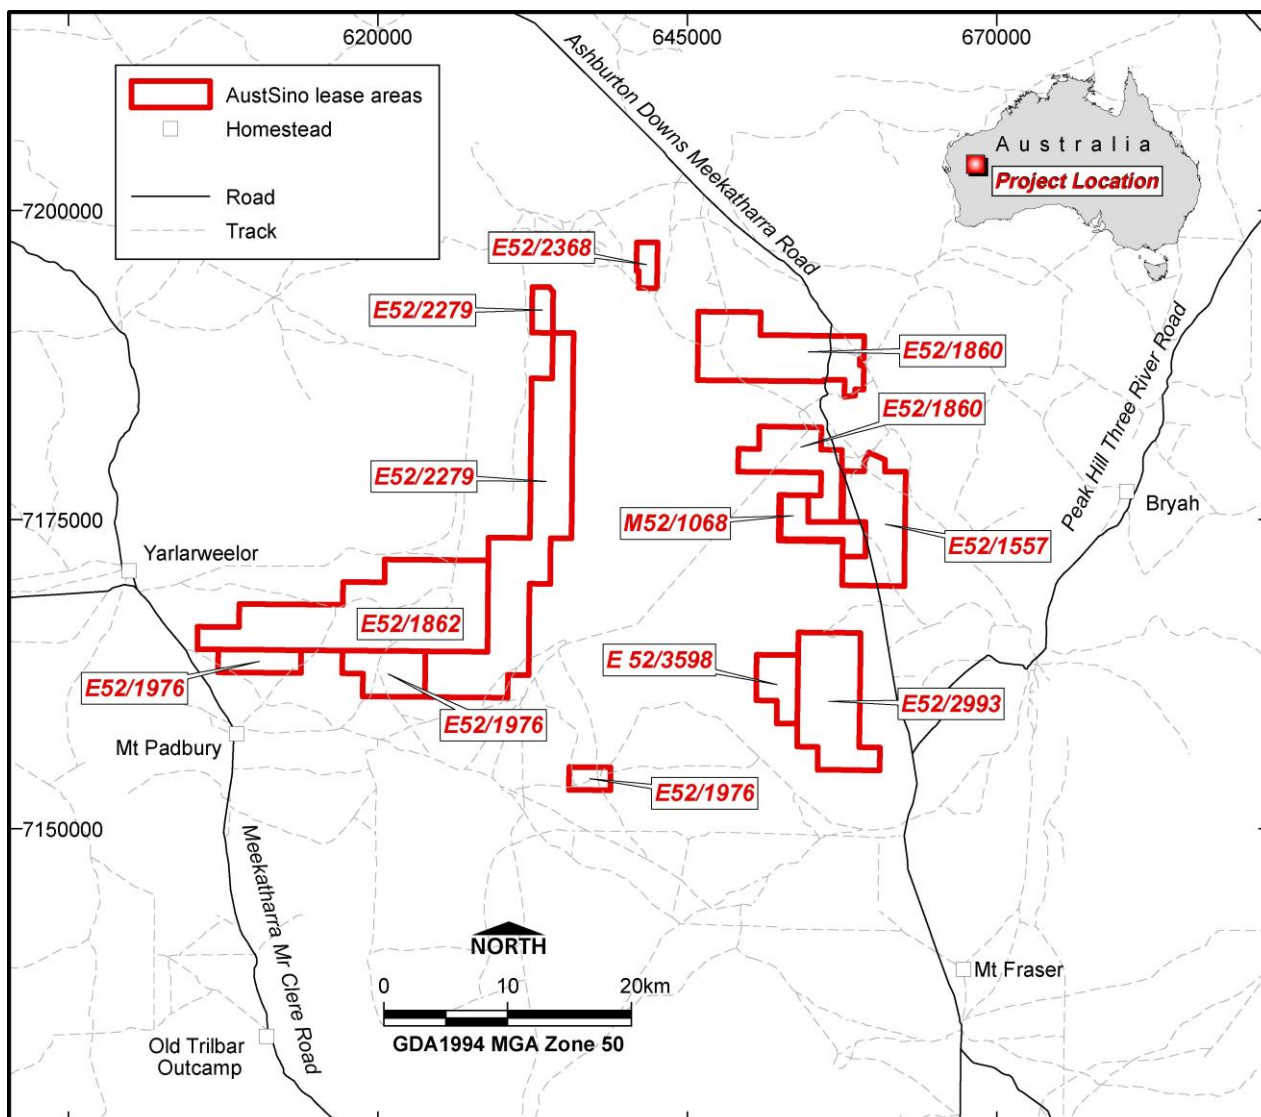 620000
645000
670000
AustSino lease areas
Homestead
Road
Track
Ashburton Downs Meekatharra Road
Australia
Project Location
7200000
E52/2368
E52/2279
E52/1860
E52/1860
Peak Hill Three River Road
E52/2279
M52/1068
Bryah
7175000
E52/1557
Yarlarweelor
E52/1862
E 52/3598
E52/1976
E52/2993
E52/1976
Mt Padbury
E52/1976
7150000
Meekatharra Mr Clere Road
NORTH
Mt Fraser
0 10 20km
GDA1994 MGA Zone 50
Old Trilbar
Outcamp